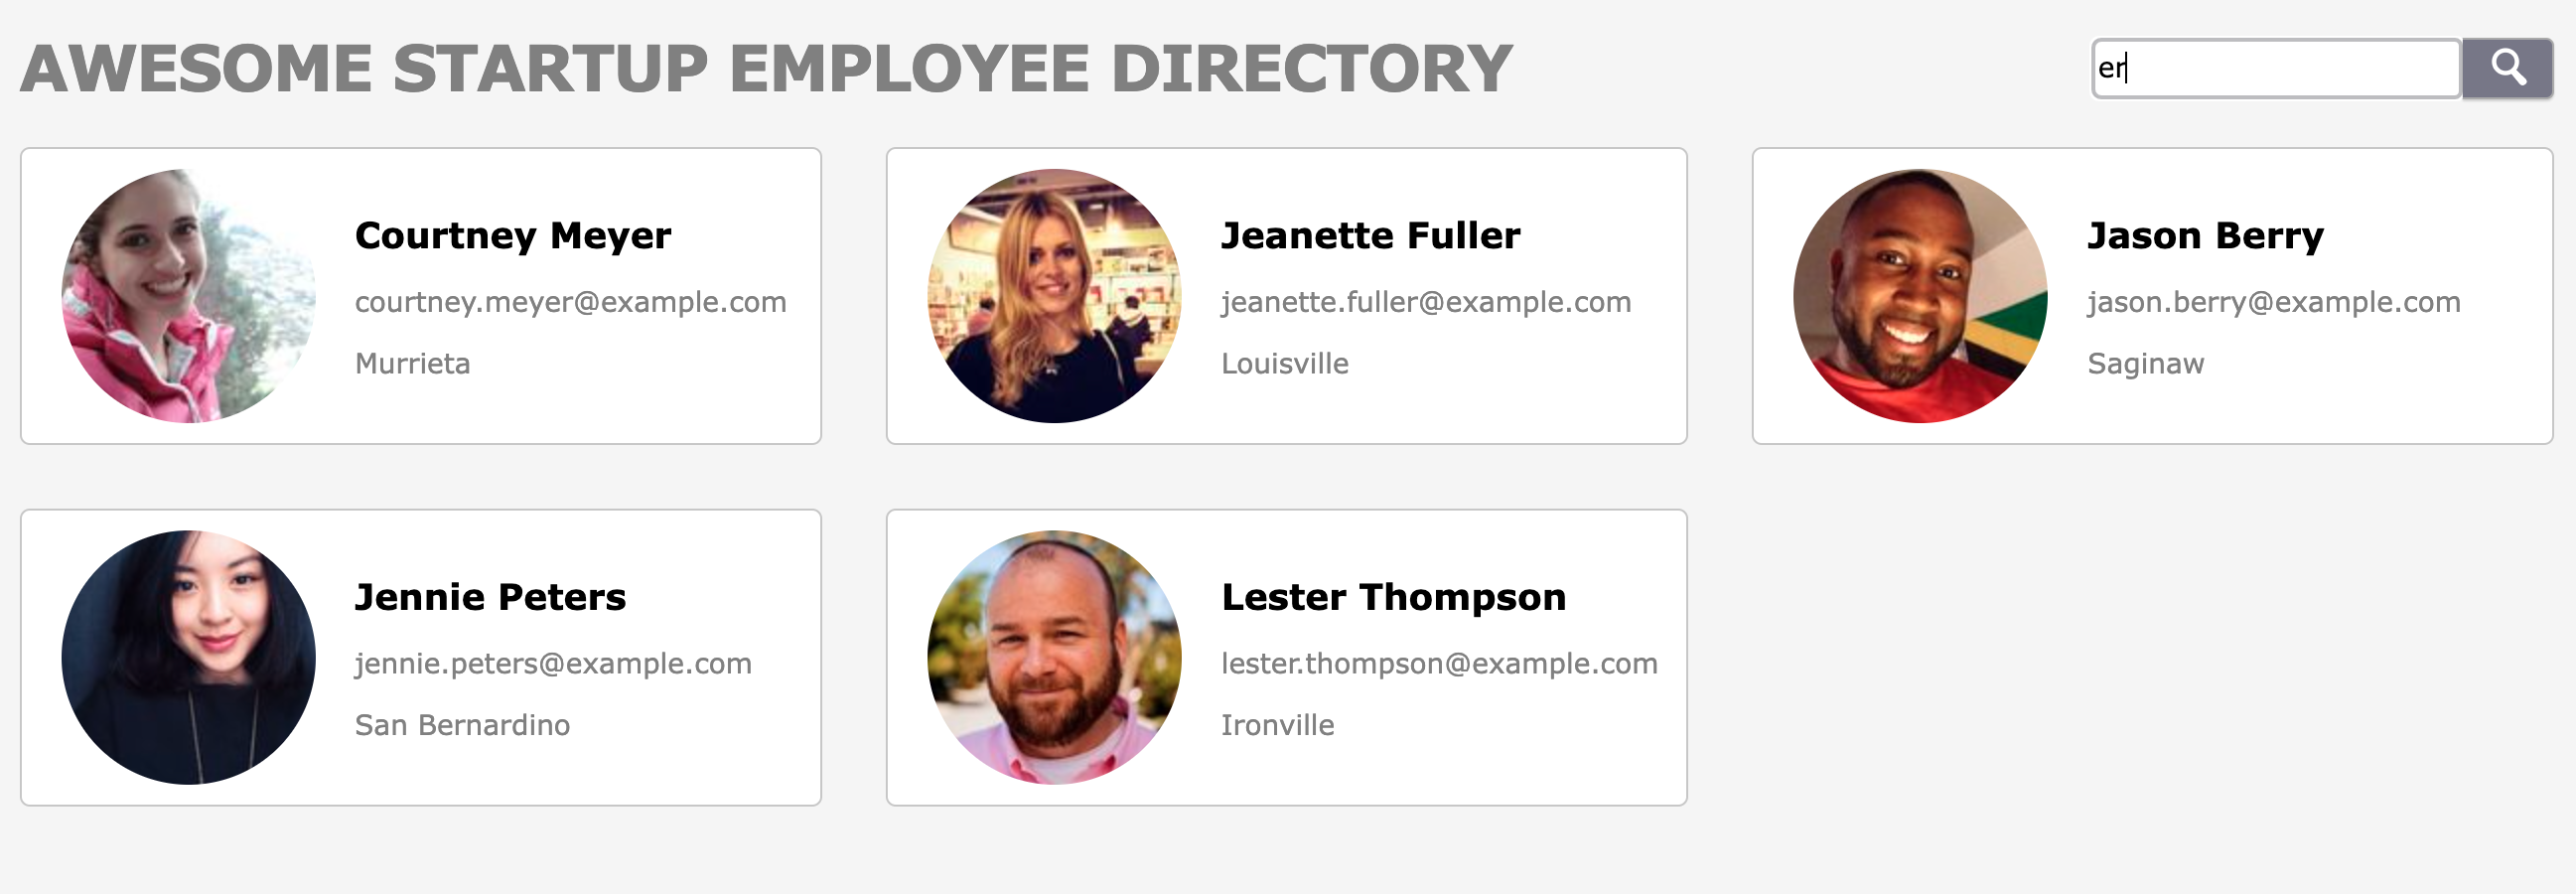 AWESOME STARTUP EMPLOYEE DIRECTORY
er
Courtney Meyer
courtney.meyer@example.com
Murrieta
Jeanette Fuller
jeanette.fuller@example.com
Louisville
Jason Berry
jason.berry@example.com
Saginaw
Jennie Peters
jennie.peters@example.com
San Bernardino
Lester Thompson
lester.thompson@example.com
Ironville